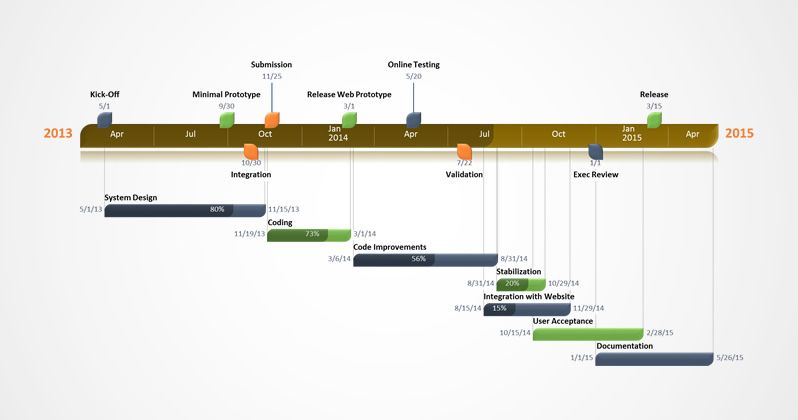 Submission
11/25
Online Testing
5/20
Kick-Off
5/1
Minimal Prototype
9/30
Release Web Prototype
3/1
Release
3/15
2013
Apr
Jul
Oct
Jan
2014
Apr
Jul
Oct
Jan
2015
Apr
2015
10/30
Integration
7/22
Validation
1/1
Exec Review
System Design
5/1/13
80%
11/15/13
Coding
11/19/13
73%
3/1/14
Code Improvements
3/6/14
56%
8/31/14
Stabilization
8/31/14
20%
10/29/14
Integration with Website
8/15/14
15%
11/29/14
User Acceptance
10/15/14
2/28/15
Documentation
1/1/15
5/26/15